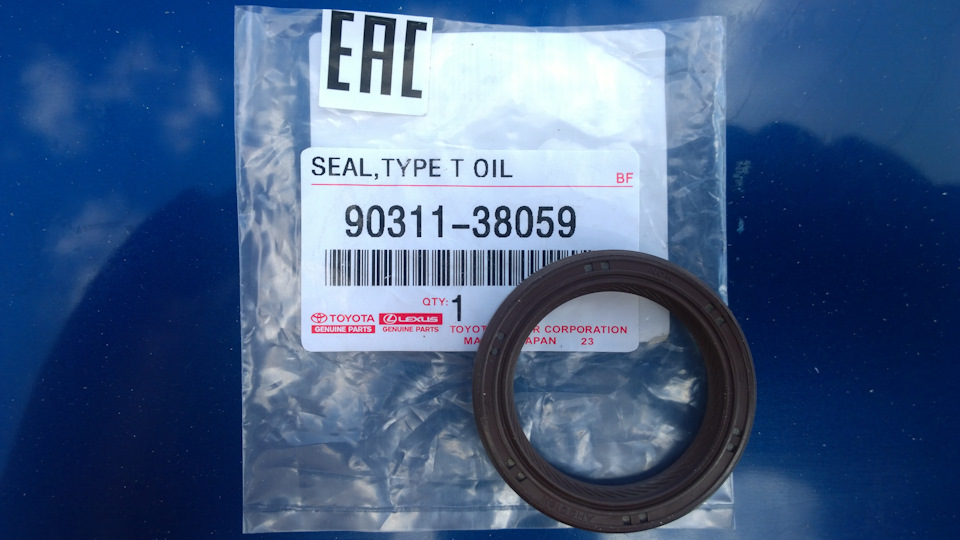 EAC
SEAL,TYPE T OIL
BF
90311-38059
QTY: 1
TOYOTA LEXUS
GENUINE PARTS GENUINE PARTS
TOYOT R CORPORATION
MA APAN 23